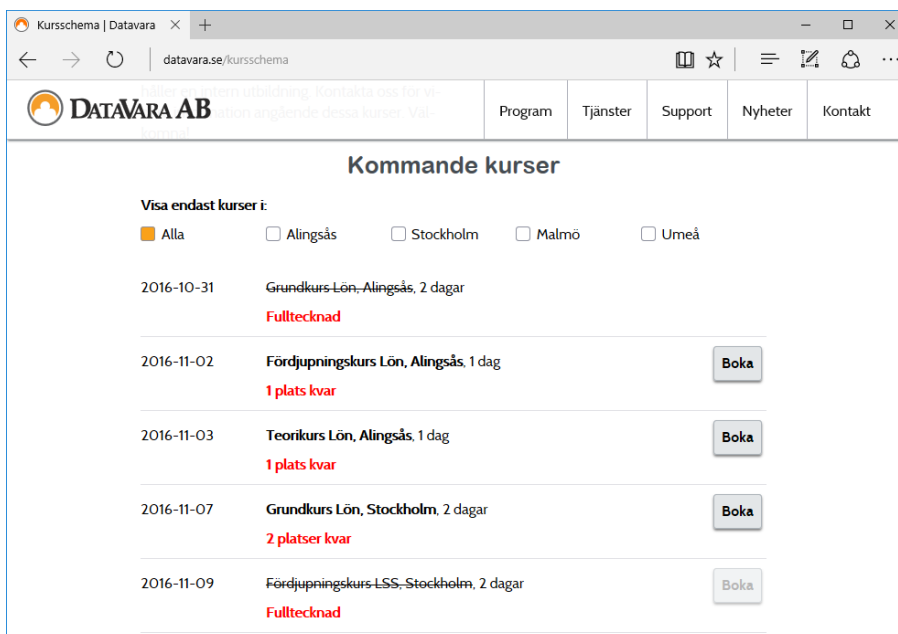 Kursschema | Datavara
datavara.se/kursschema
håller en intern utbildning. Kontakta oss för vi-
DATAVARA AB
nation angående dessa kurser. Väl-
komna!
Program
Tjänster
Support
Nyheter
Kontakt
Kommande kurser
Visa endast kurser i:
Alla
Alingsås
Stockholm
Malmö
Umeå
2016-10-31 Grundkurs Lön, Alingsås, 2 dagar
Fulltecknad
2016-11-02 Fördjupningskurs Lön, Alingsås, 1 dag Boka
1 plats kvar
2016-11-03 Teorikurs Lön, Alingsås, 1 dag Boka
1 plats kvar
2016-11-07 Grundkurs Lön, Stockholm, 2 dagar Boka
2 platser kvar
2016-11-09 Fördjupningskurs LSS, Stockholm, 2 dagar Boka
Fulltecknad